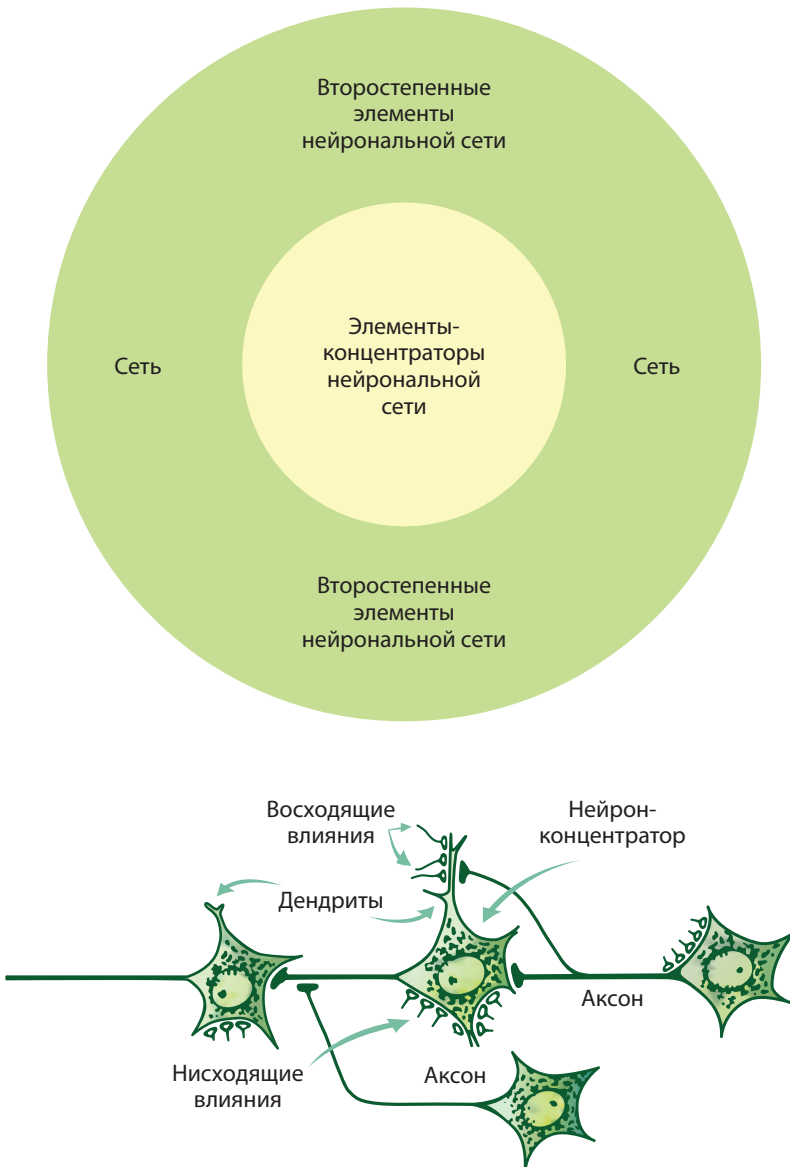 Второстепенные
элементы
нейрональной сети
Сеть
Элементы-
концентраторы
нейрональной
сети
Сеть
Второстепенные
элементы
нейрональной сети
Восходящие
влияния
Нейрон-
концентратор
Дендриты
Аксон
Нисходящие
влияния
Аксон